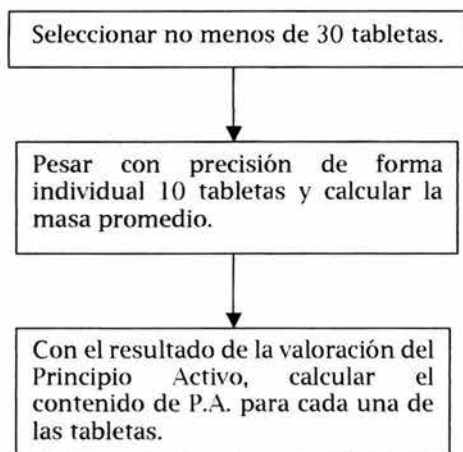 Seleccionar no menos de 30 tabletas.
Pesar con precisión de forma
individual 10 tabletas y calcular la
masa promedio.
Con el resultado de la valoración del
Principio Activo, calcular el
contenido de P.A. para cada una de
las tabletas.